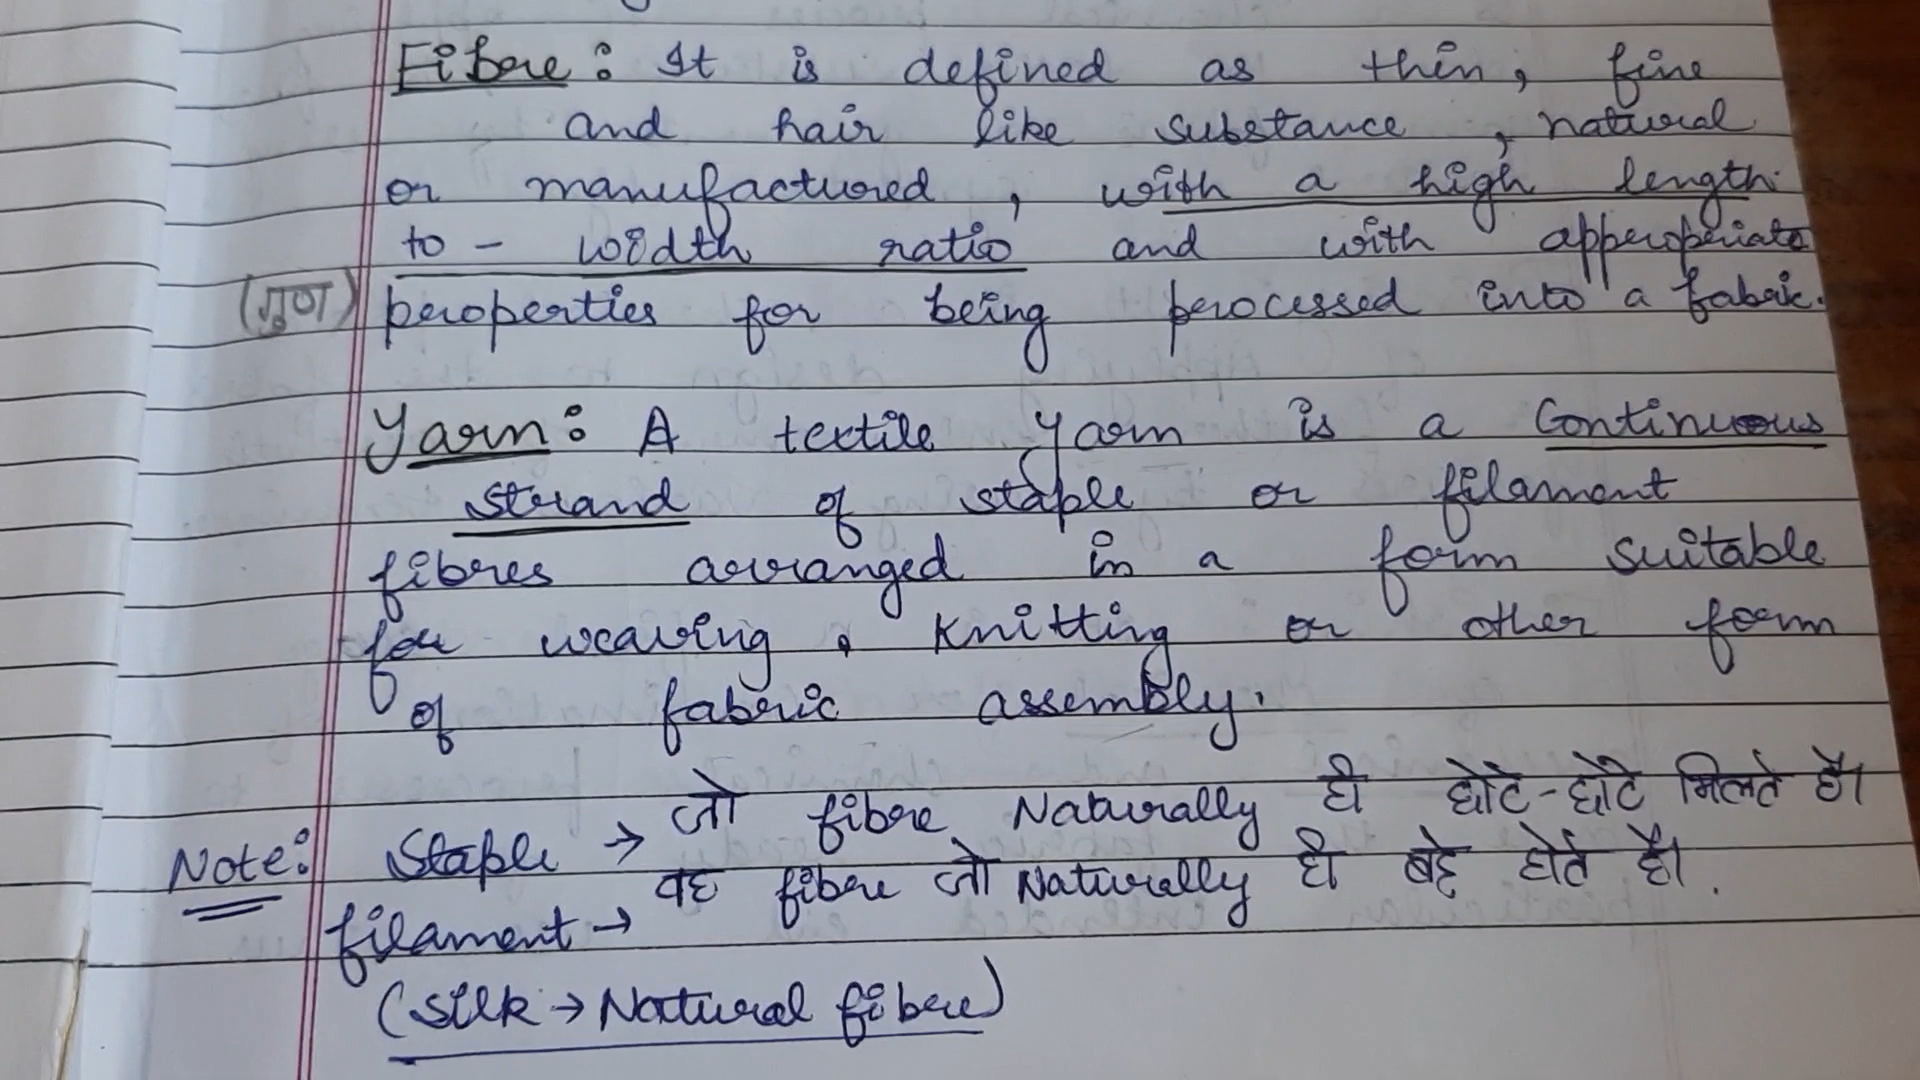 Fibre: It is defined as thin, fine
and hair like substance, natural
or manufactured, with a high length
to - width ratio and with appropriate
(गुण) properties for being processed into a fabric.
Yarn: A textile yarn is a Continuous
strand of staple or filament
fibres arranged in a form suitable
for weaving, knitting or other form
of fabric assembly.
Note: Staple → जो fibre Naturally ही छोटे-छोटे मिलते है।
filament → वह fibre जो Naturally ही बड़े होते है।.
(silk → Natural fibre)